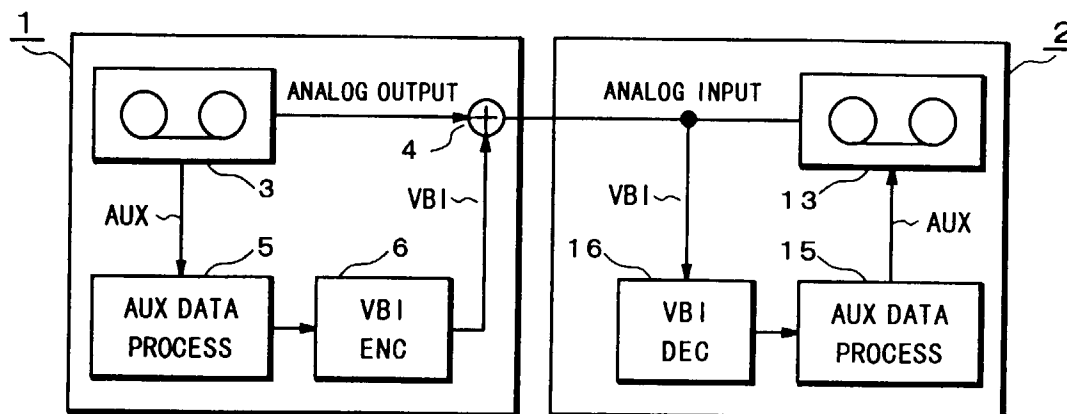 1
2
ANALOG OUTPUT
ANALOG INPUT
4
3
13
AUX
VBI
VBI
AUX
5
6
16
15
AUX DATA
PROCESS
VBI
ENC
VBI
DEC
AUX DATA
PROCESS